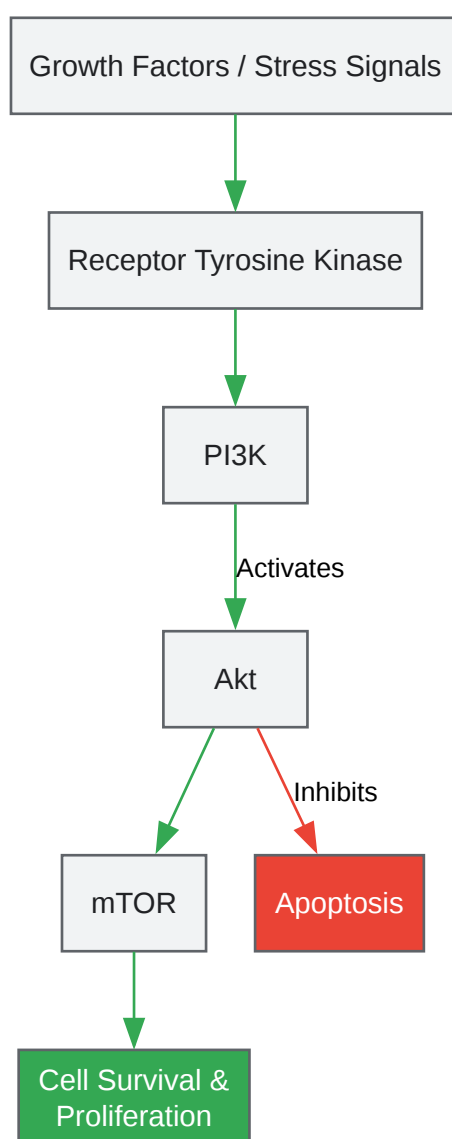 Growth Factors / Stress Signals
Receptor Tyrosine Kinase
PI3K
Activates
Akt
Inhibits
mTOR
Apoptosis
Cell Survival &
Proliferation